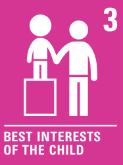 3
BEST INTERESTS
OF THE CHILD